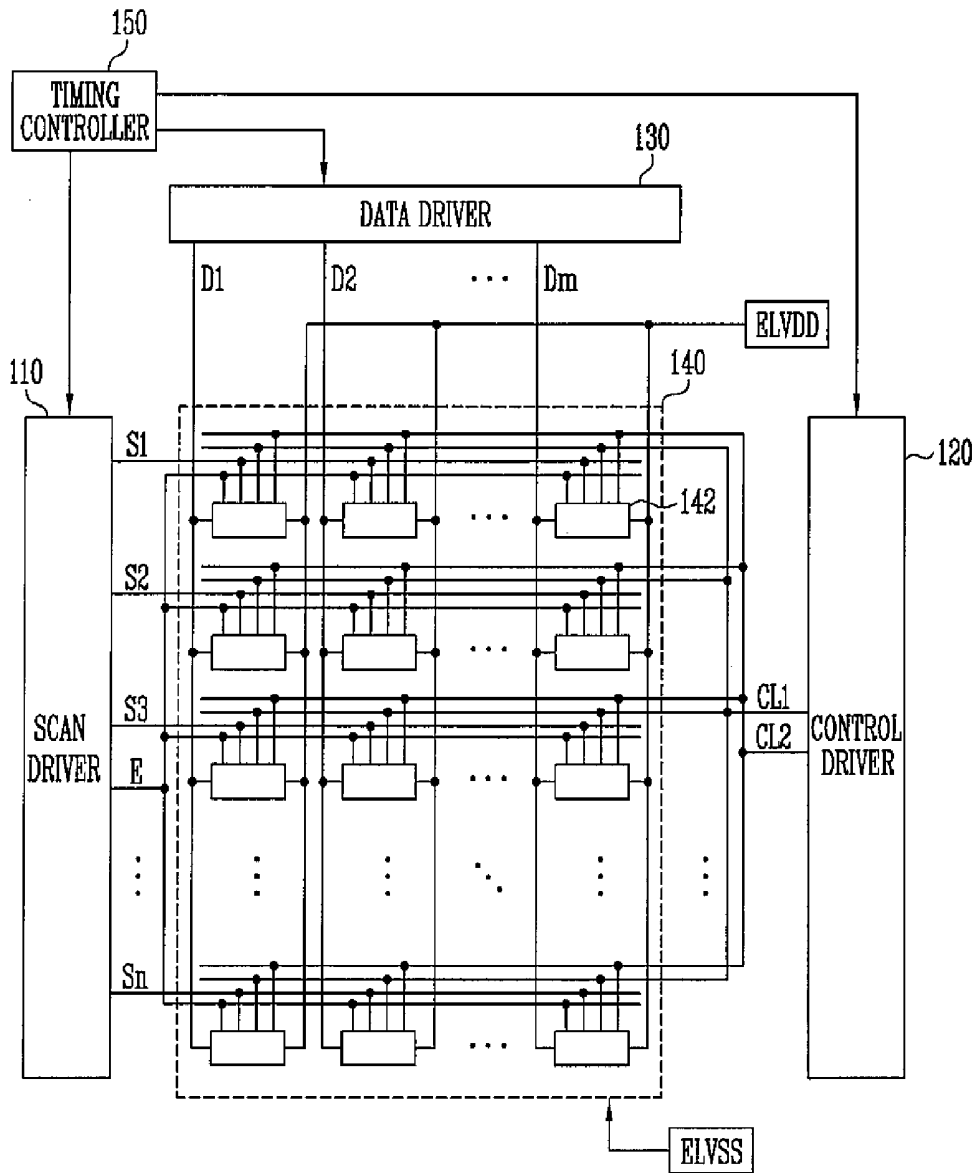 150
TIMING
CONTROLLER
130
DATA DRIVER
D1 D2 ... Dm
ELVDD
110
140
S1
120
142
S2
SCAN
DRIVER
S3
CL1
CL2
CONTROL
DRIVER
E
Sn
ELVSS